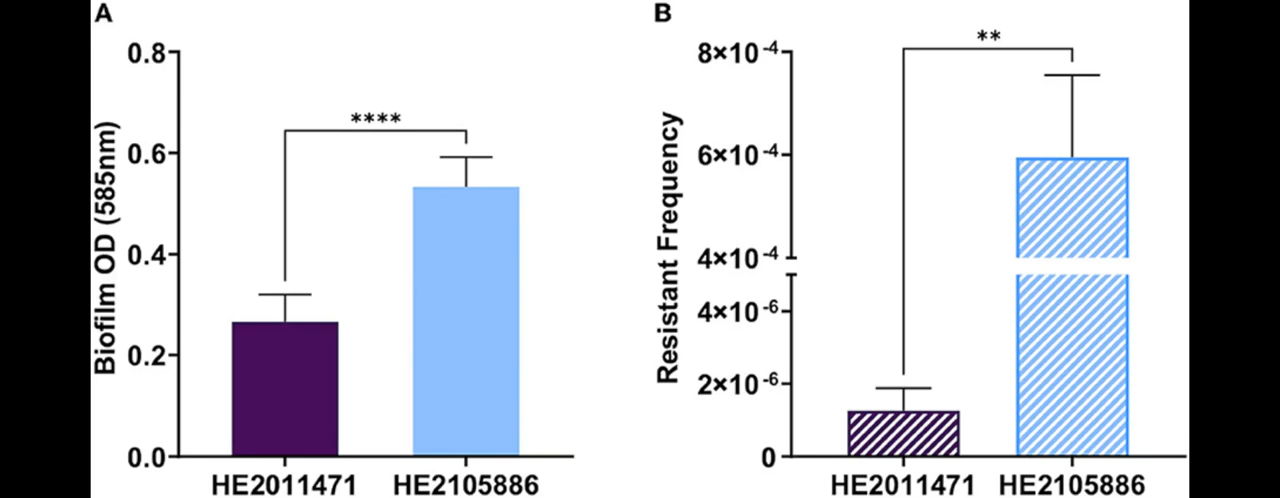 A
Biofilm OD (585nm)
0.8
0.6
0.4
0.2
0.0
****
HE2011471 HE2105886
B
Resistant Frequency
8×10⁻⁴
6×10⁻⁴
4×10⁻⁴
4×10⁻⁶
2×10⁻⁶
0
**
HE2011471 HE2105886